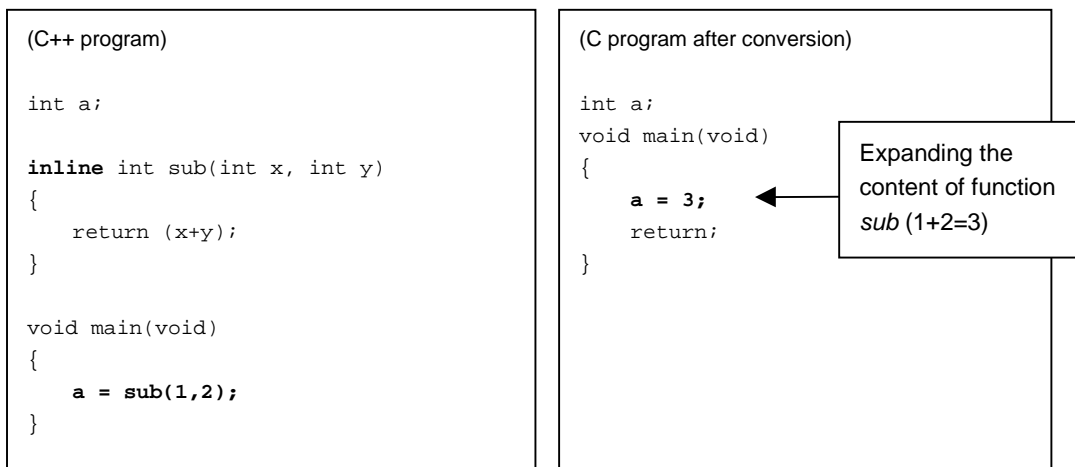 (C++ program)
int a;
inline int sub(int x, int y)
{
return (x+y);
}
void main(void)
{
a = sub(1,2);
}
(C program after conversion)
int a;
void main(void)
{
a = 3;
return;
}
Expanding the
content of function
sub (1+2=3)